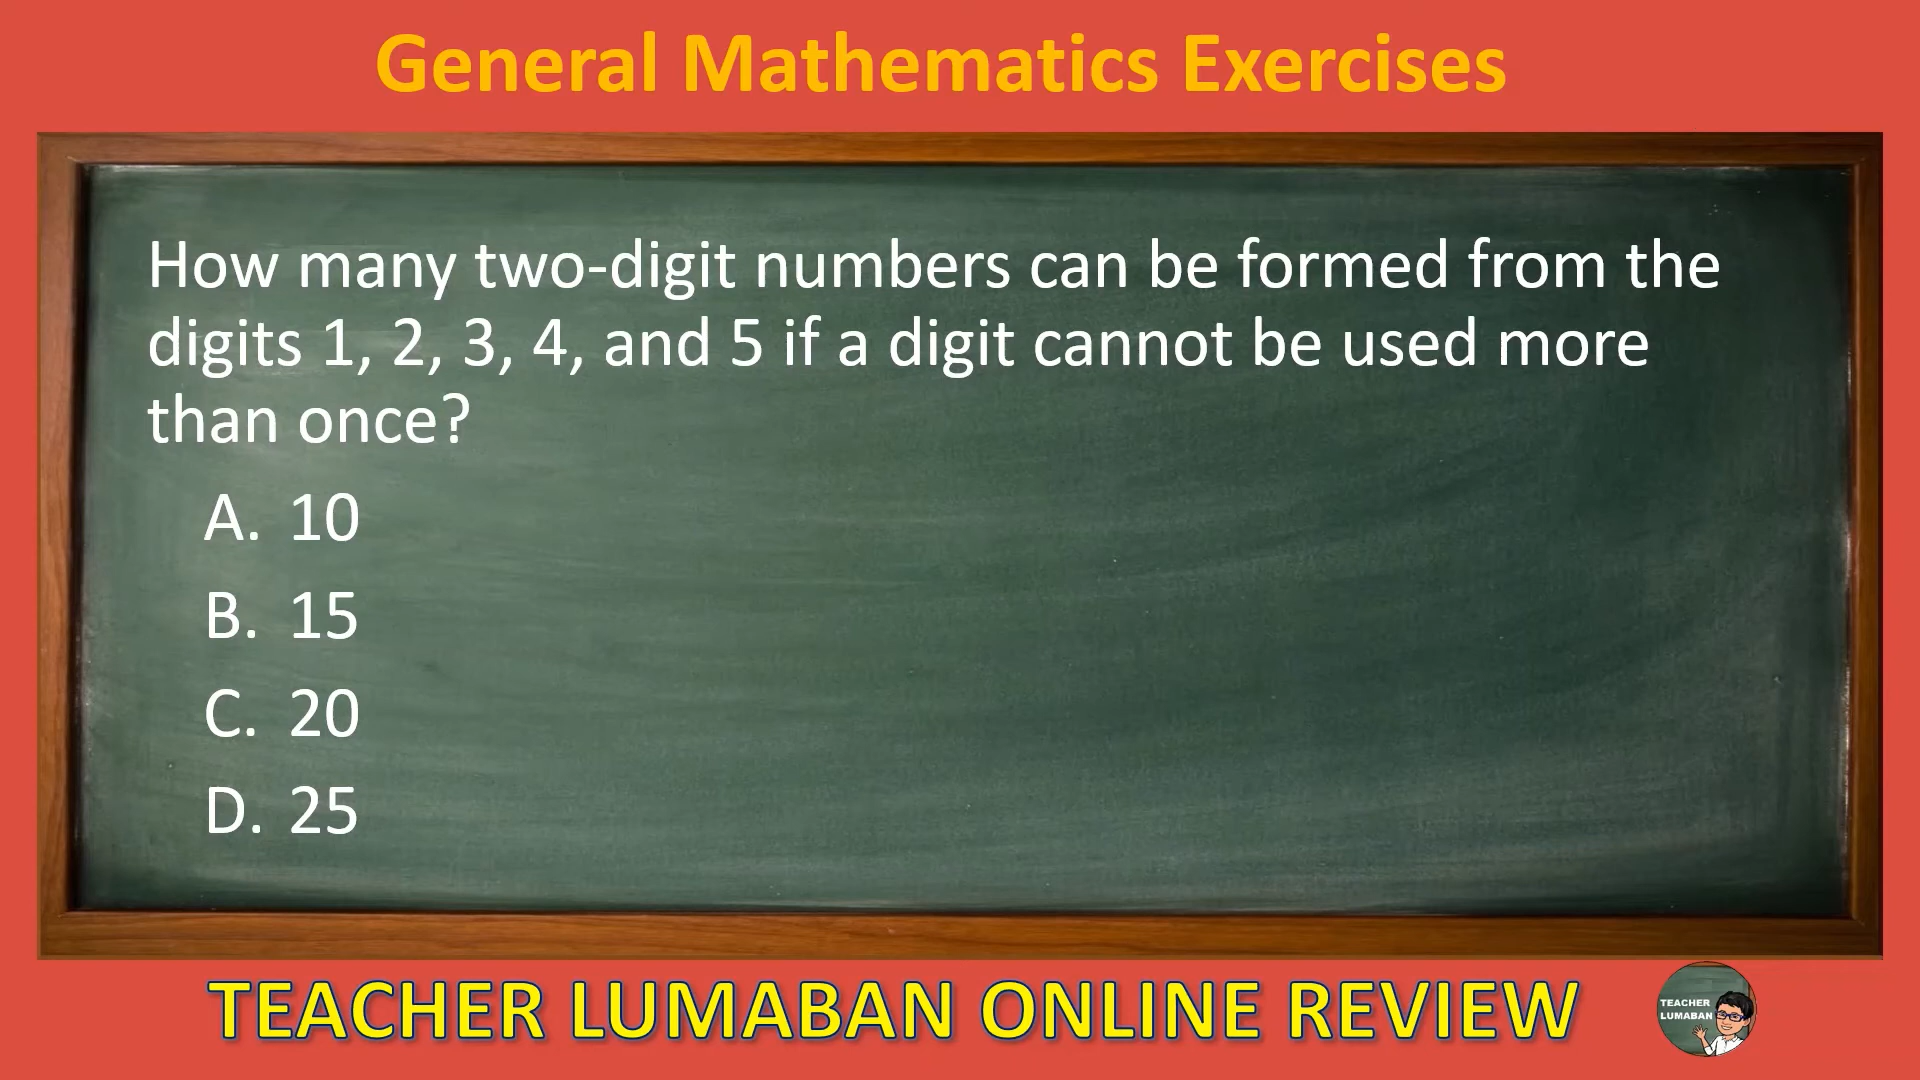 General Mathematics Exercises
How many two-digit numbers can be formed from the
digits 1, 2, 3, 4, and 5 if a digit cannot be used more
than once?
A. 10
B. 15
C. 20
D. 25
TEACHER LUMABAN ONLINE REVIEW
TEACHER
LUMABAN